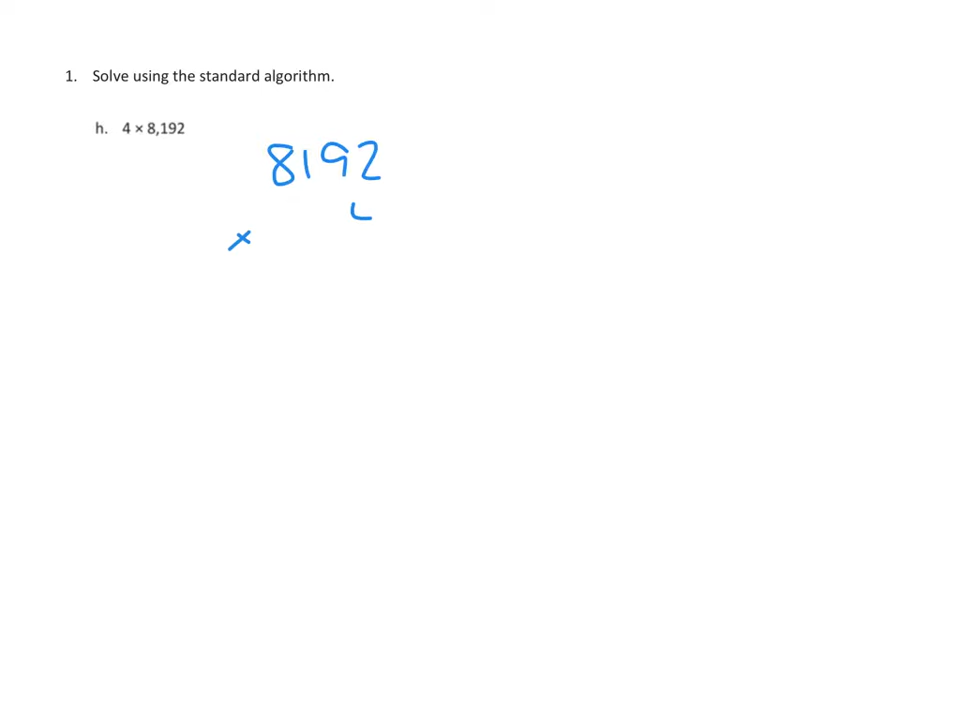 1. Solve using the standard algorithm.
h. 4 × 8,192
8192
×